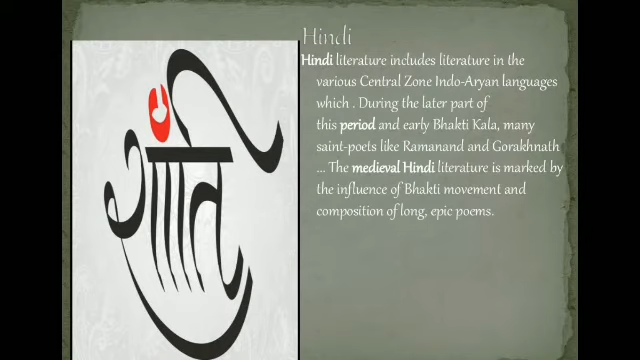 Hindi
Hindi literature includes literature in the
various Central Zone Indo-Aryan languages
which . During the later part of
this period and early Bhakti Kala, many
saint-poets like Ramanand and Gorakhnath
... The medieval Hindi literature is marked by
the influence of Bhakti movement and
composition of long, epic poems.
शांति